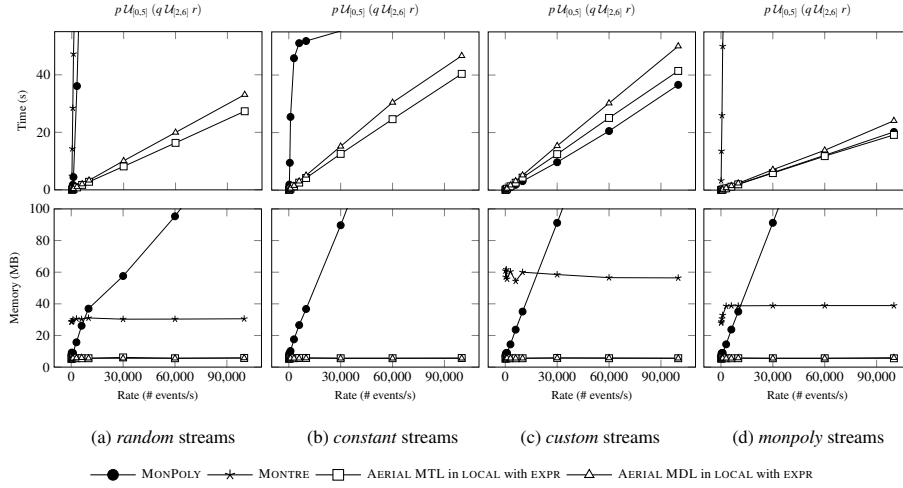 p U[0,5] (q U[2,6] r)
p U[0,5] (q U[2,6] r)
p U[0,5] (q U[2,6] r)
p U[0,5] (q U[2,6] r)
Time (s)
40
20
0
Memory (MB)
100
80
60
40
20
0
0 30,000 60,000 90,000
0 30,000 60,000 90,000
0 30,000 60,000 90,000
0 30,000 60,000 90,000
Rate (# events/s)
Rate (# events/s)
Rate (# events/s)
Rate (# events/s)
(a) random streams
(b) constant streams
(c) custom streams
(d) monpoly streams
MONPOLY
MONTRE
AERIAL MTL in LOCAL with EXPR
AERIAL MDL in LOCAL with EXPR